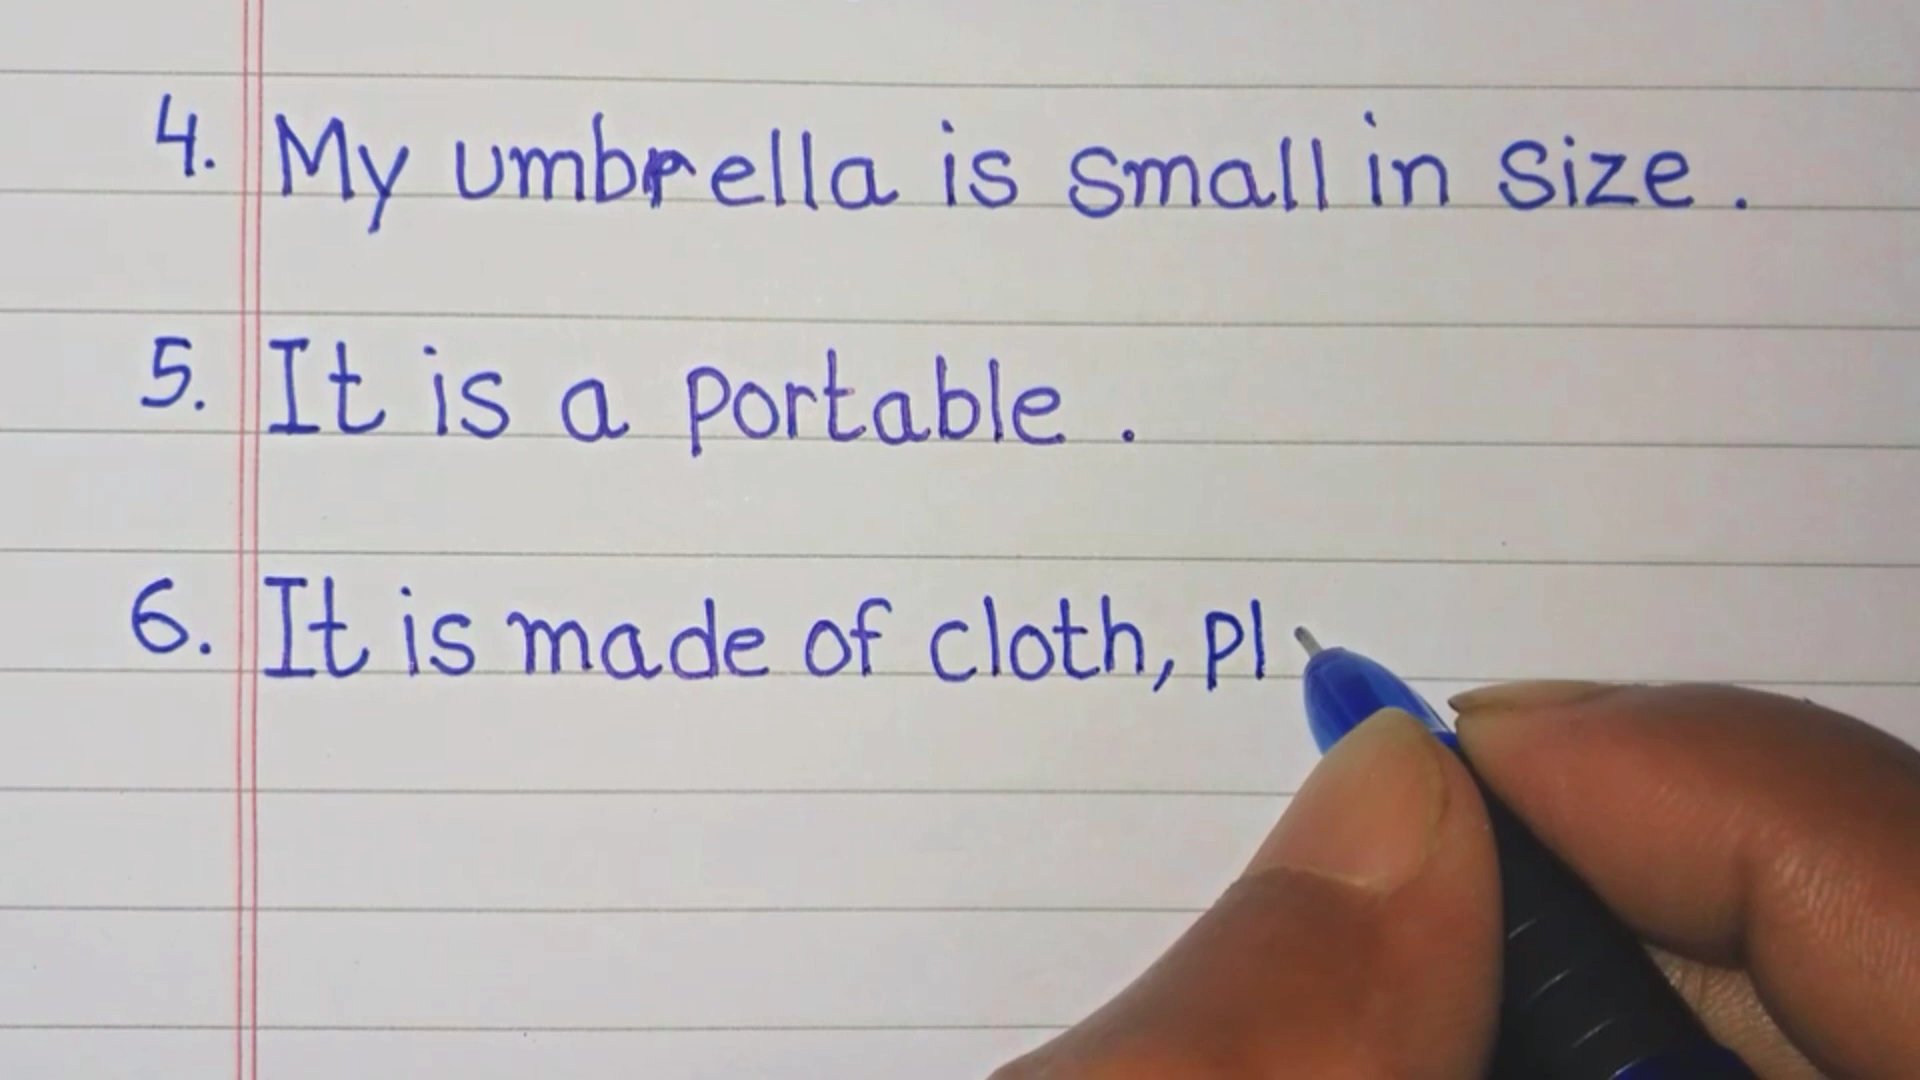 4. My umbrella is small in size.
5. It is a portable.
6. It is made of cloth, pl